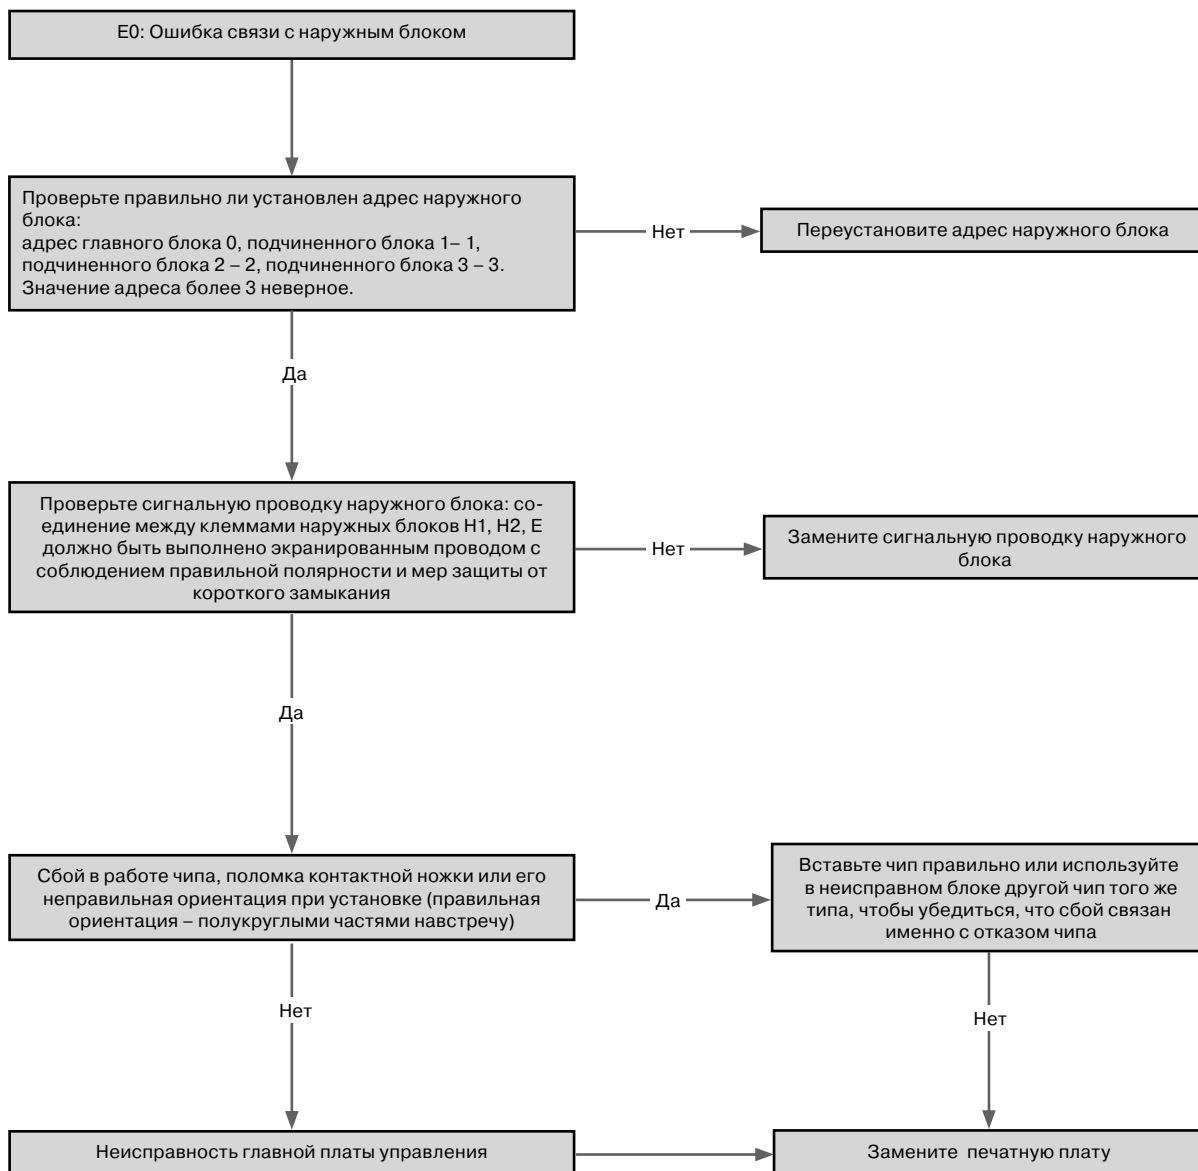 E0: Ошибка связи с наружным блоком
Проверьте правильно ли установлен адрес наружного
блока:
адрес главного блока 0, подчиненного блока 1– 1,
подчиненного блока 2 – 2, подчиненного блока 3 – 3.
Значение адреса более 3 неверное.
Нет
Переустановите адрес наружного блока
Да
Проверьте сигнальную проводку наружного блока: со-
единение между клеммами наружных блоков H1, H2, E
должно быть выполнено экранированным проводом с
соблюдением правильной полярности и мер защиты от
короткого замыкания
Нет
Замените сигнальную проводку наружного
блока
Да
Сбой в работе чипа, поломка контактной ножки или его
неправильная ориентация при установке (правильная
ориентация – полукруглыми частями навстречу)
Да
Вставьте чип правильно или используйте
в неисправном блоке другой чип того же
типа, чтобы убедиться, что сбой связан
именно с отказом чипа
Нет
Нет
Неисправность главной платы управления
Замените печатную плату